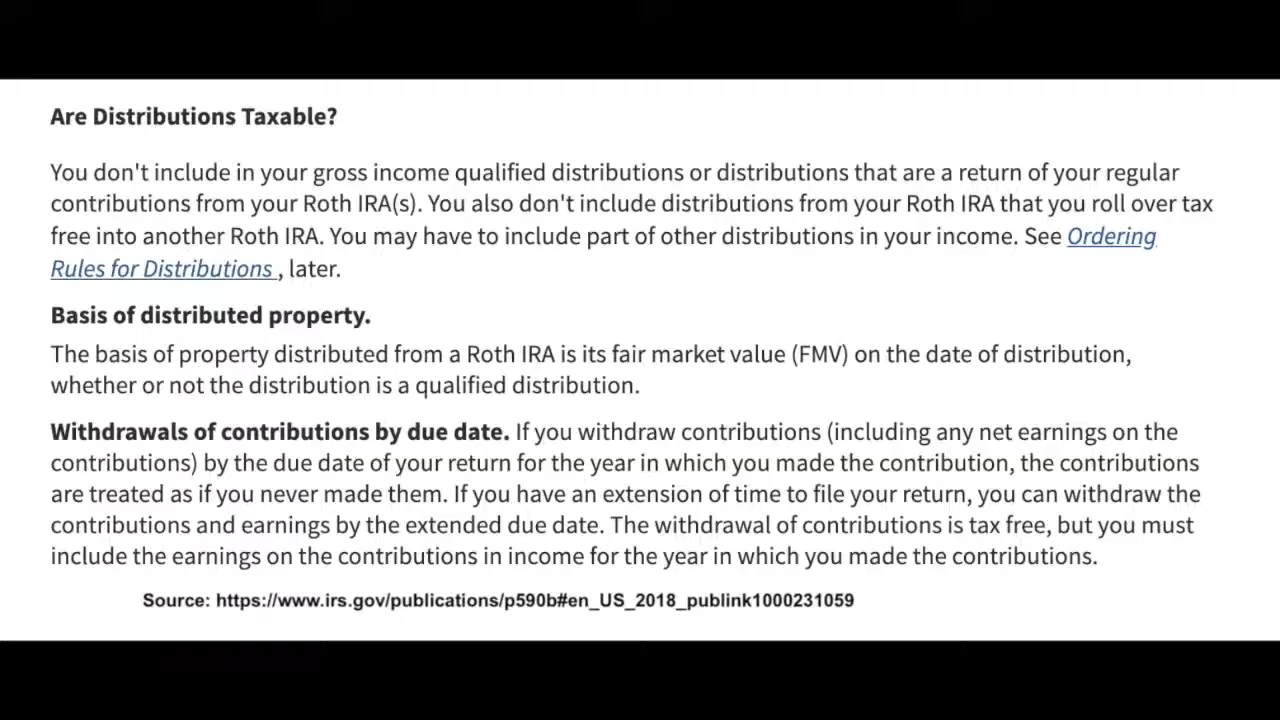 Are Distributions Taxable?
You don't include in your gross income qualified distributions or distributions that are a return of your regular
contributions from your Roth IRA(s). You also don't include distributions from your Roth IRA that you roll over tax
free into another Roth IRA. You may have to include part of other distributions in your income. See Ordering
Rules for Distributions , later.
Basis of distributed property.
The basis of property distributed from a Roth IRA is its fair market value (FMV) on the date of distribution,
whether or not the distribution is a qualified distribution.
Withdrawals of contributions by due date. If you withdraw contributions (including any net earnings on the
contributions) by the due date of your return for the year in which you made the contribution, the contributions
are treated as if you never made them. If you have an extension of time to file your return, you can withdraw the
contributions and earnings by the extended due date. The withdrawal of contributions is tax free, but you must
include the earnings on the contributions in income for the year in which you made the contributions.
Source: https://www.irs.gov/publications/p590b#en_US_2018_publink1000231059